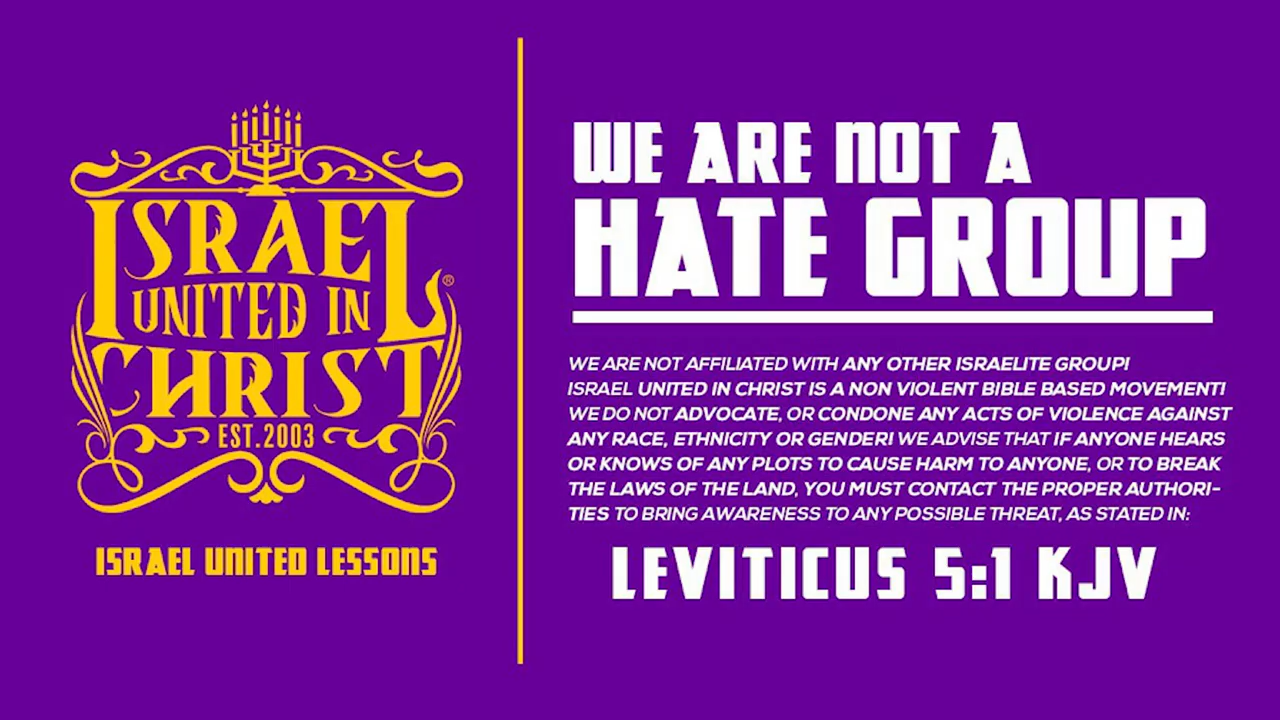 ISRAEL
UNITED IN
CHRIST
®
EST.2003
ISRAEL UNITED LESSONS
WE ARE NOT A
HATE GROUP
WE ARE NOT AFFILIATED WITH ANY OTHER ISRAELITE GROUP!
ISRAEL UNITED IN CHRIST IS A NON VIOLENT BIBLE BASED MOVEMENT!
WE DO NOT ADVOCATE, OR CONDONE ANY ACTS OF VIOLENCE AGAINST
ANY RACE, ETHNICITY OR GENDER! WE ADVISE THAT IF ANYONE HEARS
OR KNOWS OF ANY PLOTS TO CAUSE HARM TO ANYONE, OR TO BREAK
THE LAWS OF THE LAND, YOU MUST CONTACT THE PROPER AUTHORI-
TIES TO BRING AWARENESS TO ANY POSSIBLE THREAT, AS STATED IN:
LEVITICUS 5:1 KJV